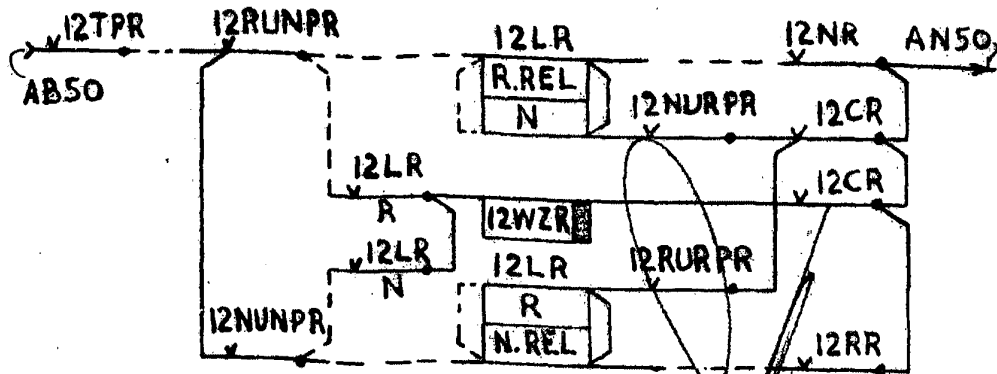 12TPR 12RUNPR 12LR 12NR AN50
AB50
R.REL
N
12NURPR 12CR
12LR
R
12WZR
12CR
12LR
N
12LR
12RURPR
R
N.REL
12NUNPR
12RR